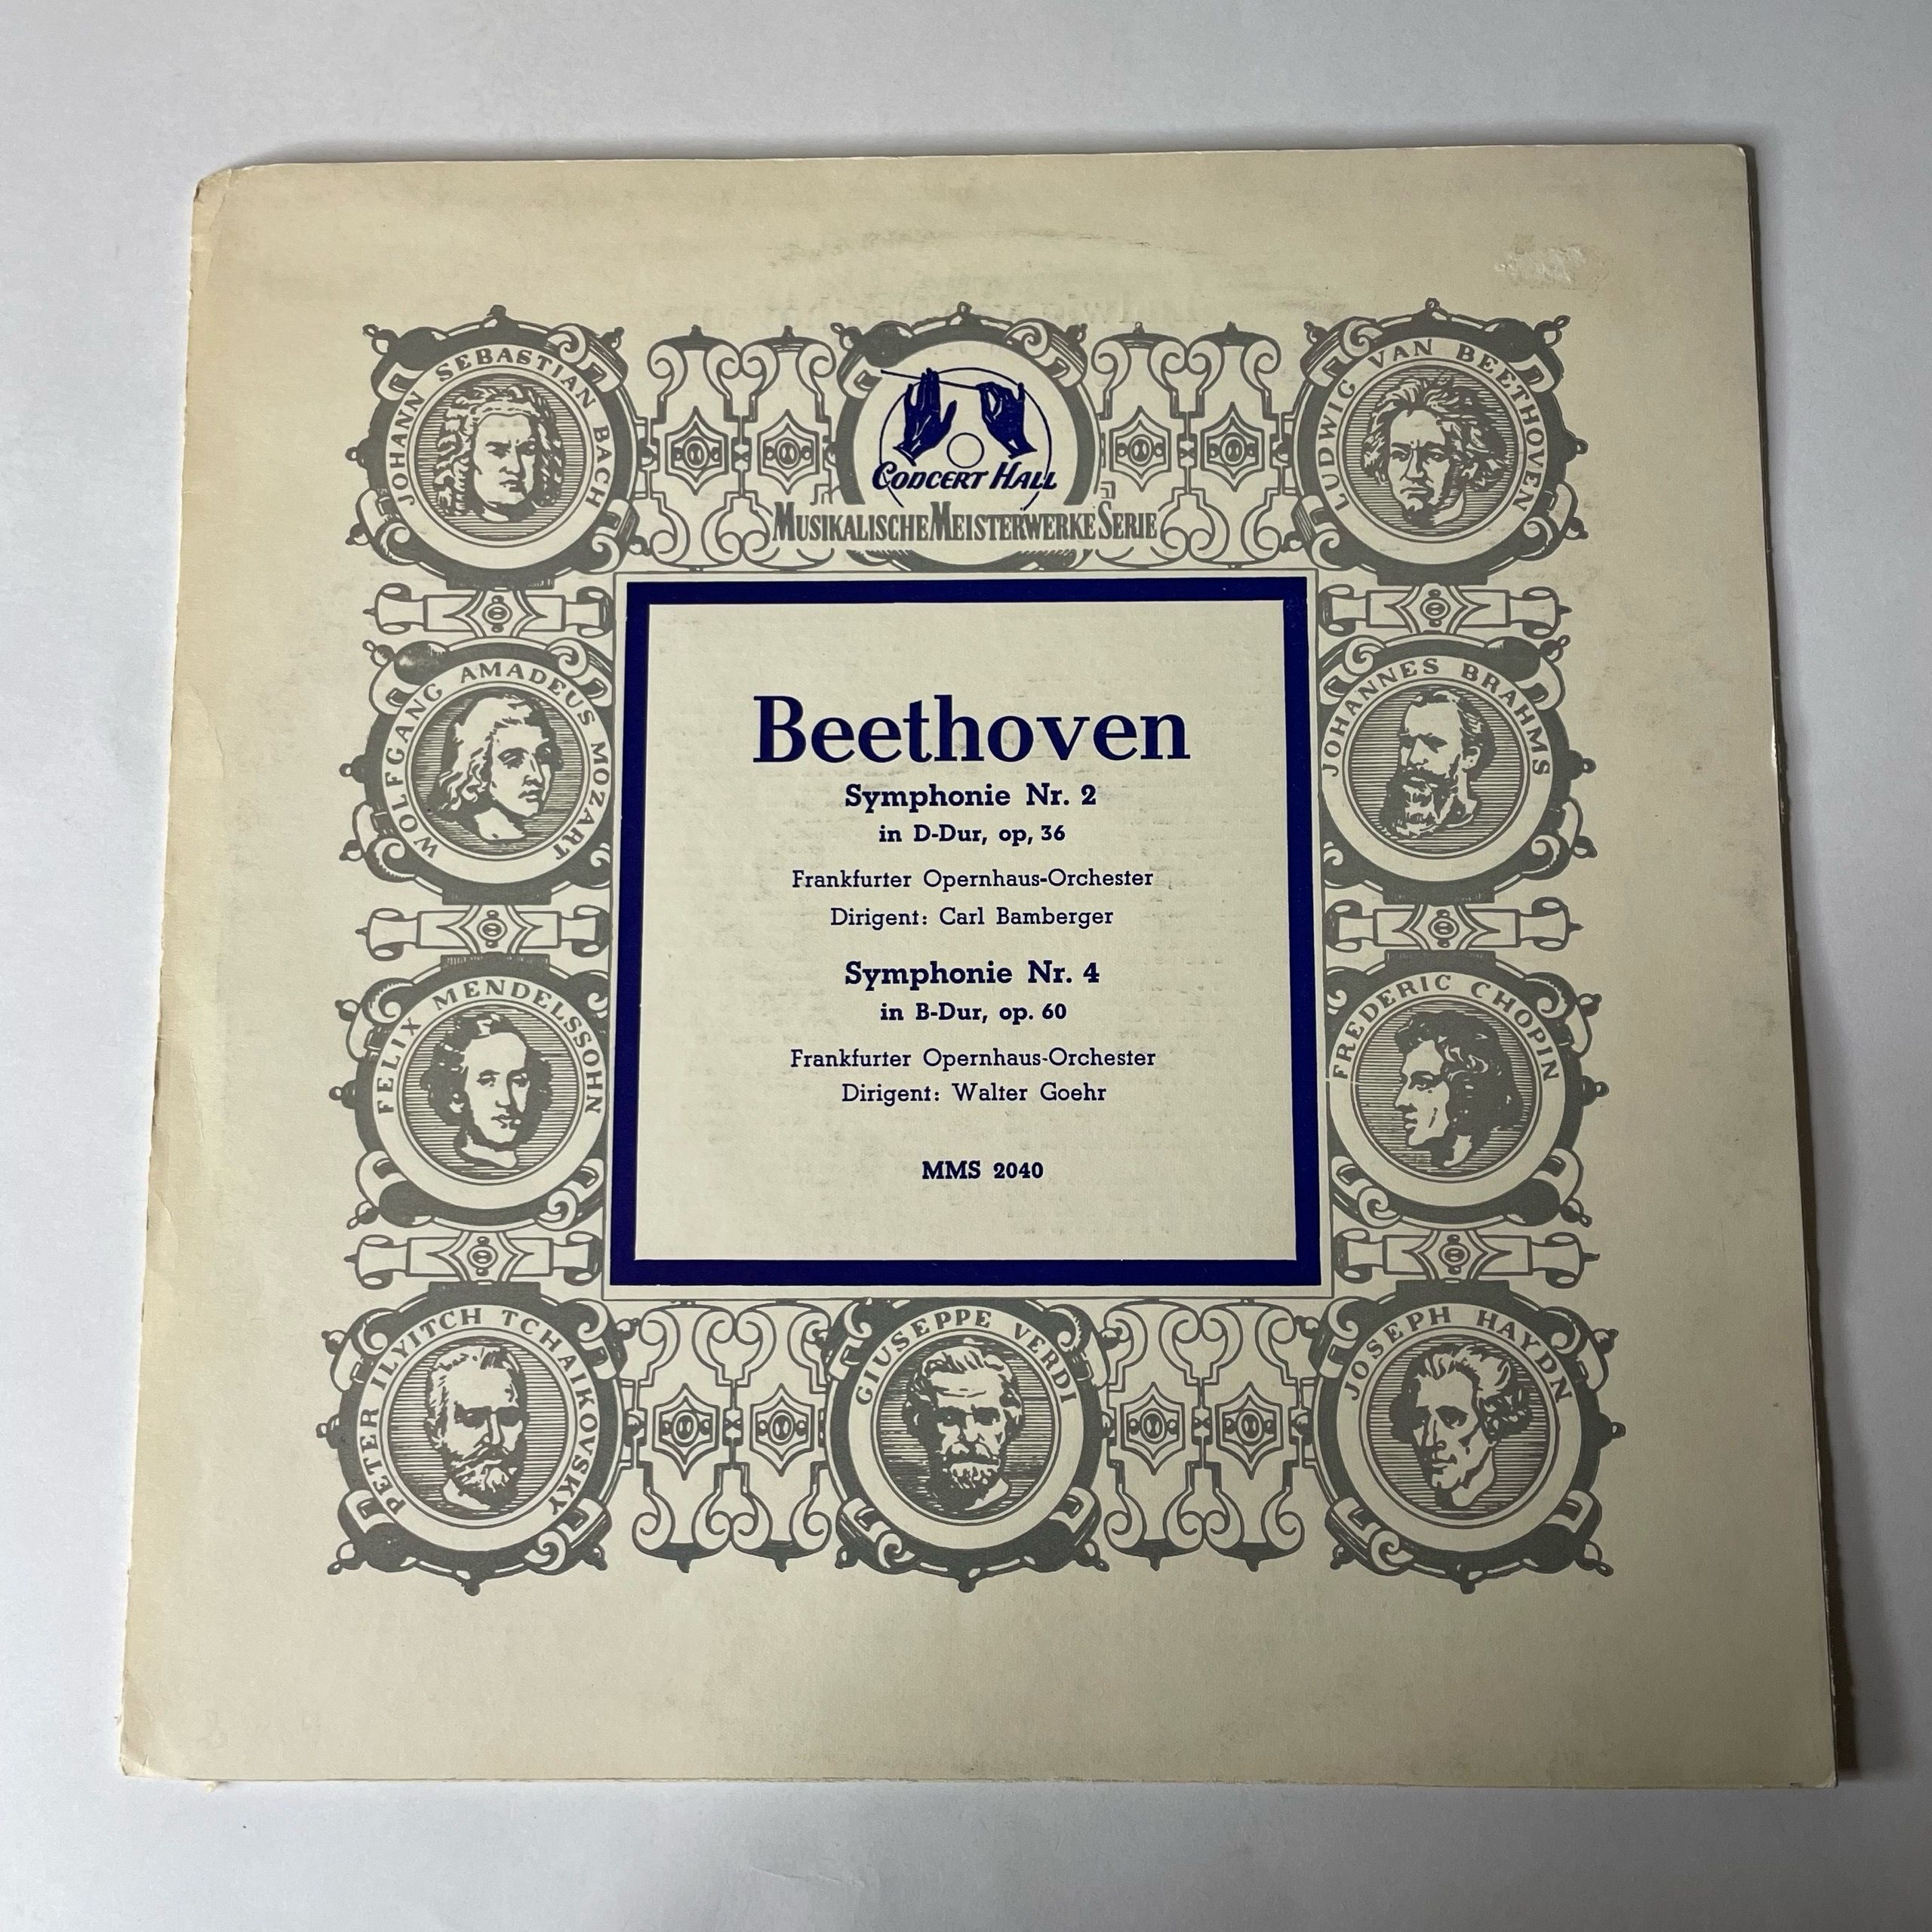 JOHANN SEBASTIAN BACH
CONCERT HALL
MUSIKALISCHE MEISTERWERKE SERIE
LUDWIG VAN BEETHOVEN
WOLFGANG AMADEUS MOZART
JOHANNES BRAHMS
Beethoven
Symphonie Nr. 2
in D-Dur, op, 36
Frankfurter Opernhaus-Orchester
Dirigent: Carl Bamberger
Symphonie Nr. 4
in B-Dur, op. 60
Frankfurter Opernhaus-Orchester
Dirigent: Walter Goehr
MMS 2040
FELIX MENDELSSOHN
FREDERIC CHOPIN
PETER ILYITCH TCHAIKOVSKY
GIUSEPPE VERDI
JOSEPH HAYDN